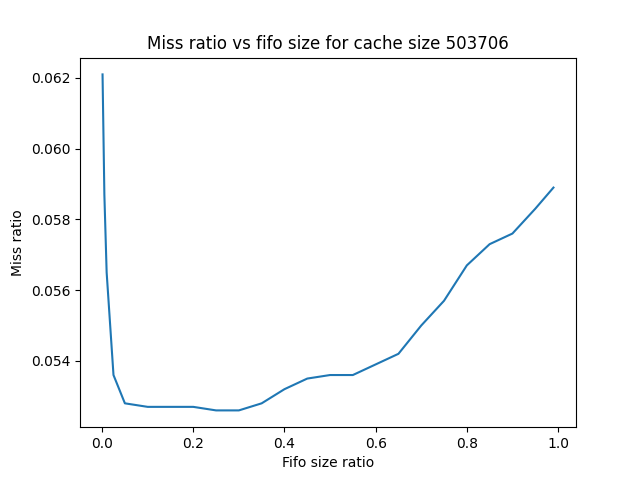 Miss ratio vs fifo size for cache size 503706
0.062
0.060
0.058
0.056
0.054
Miss ratio
0.0 0.2 0.4 0.6 0.8 1.0
Fifo size ratio